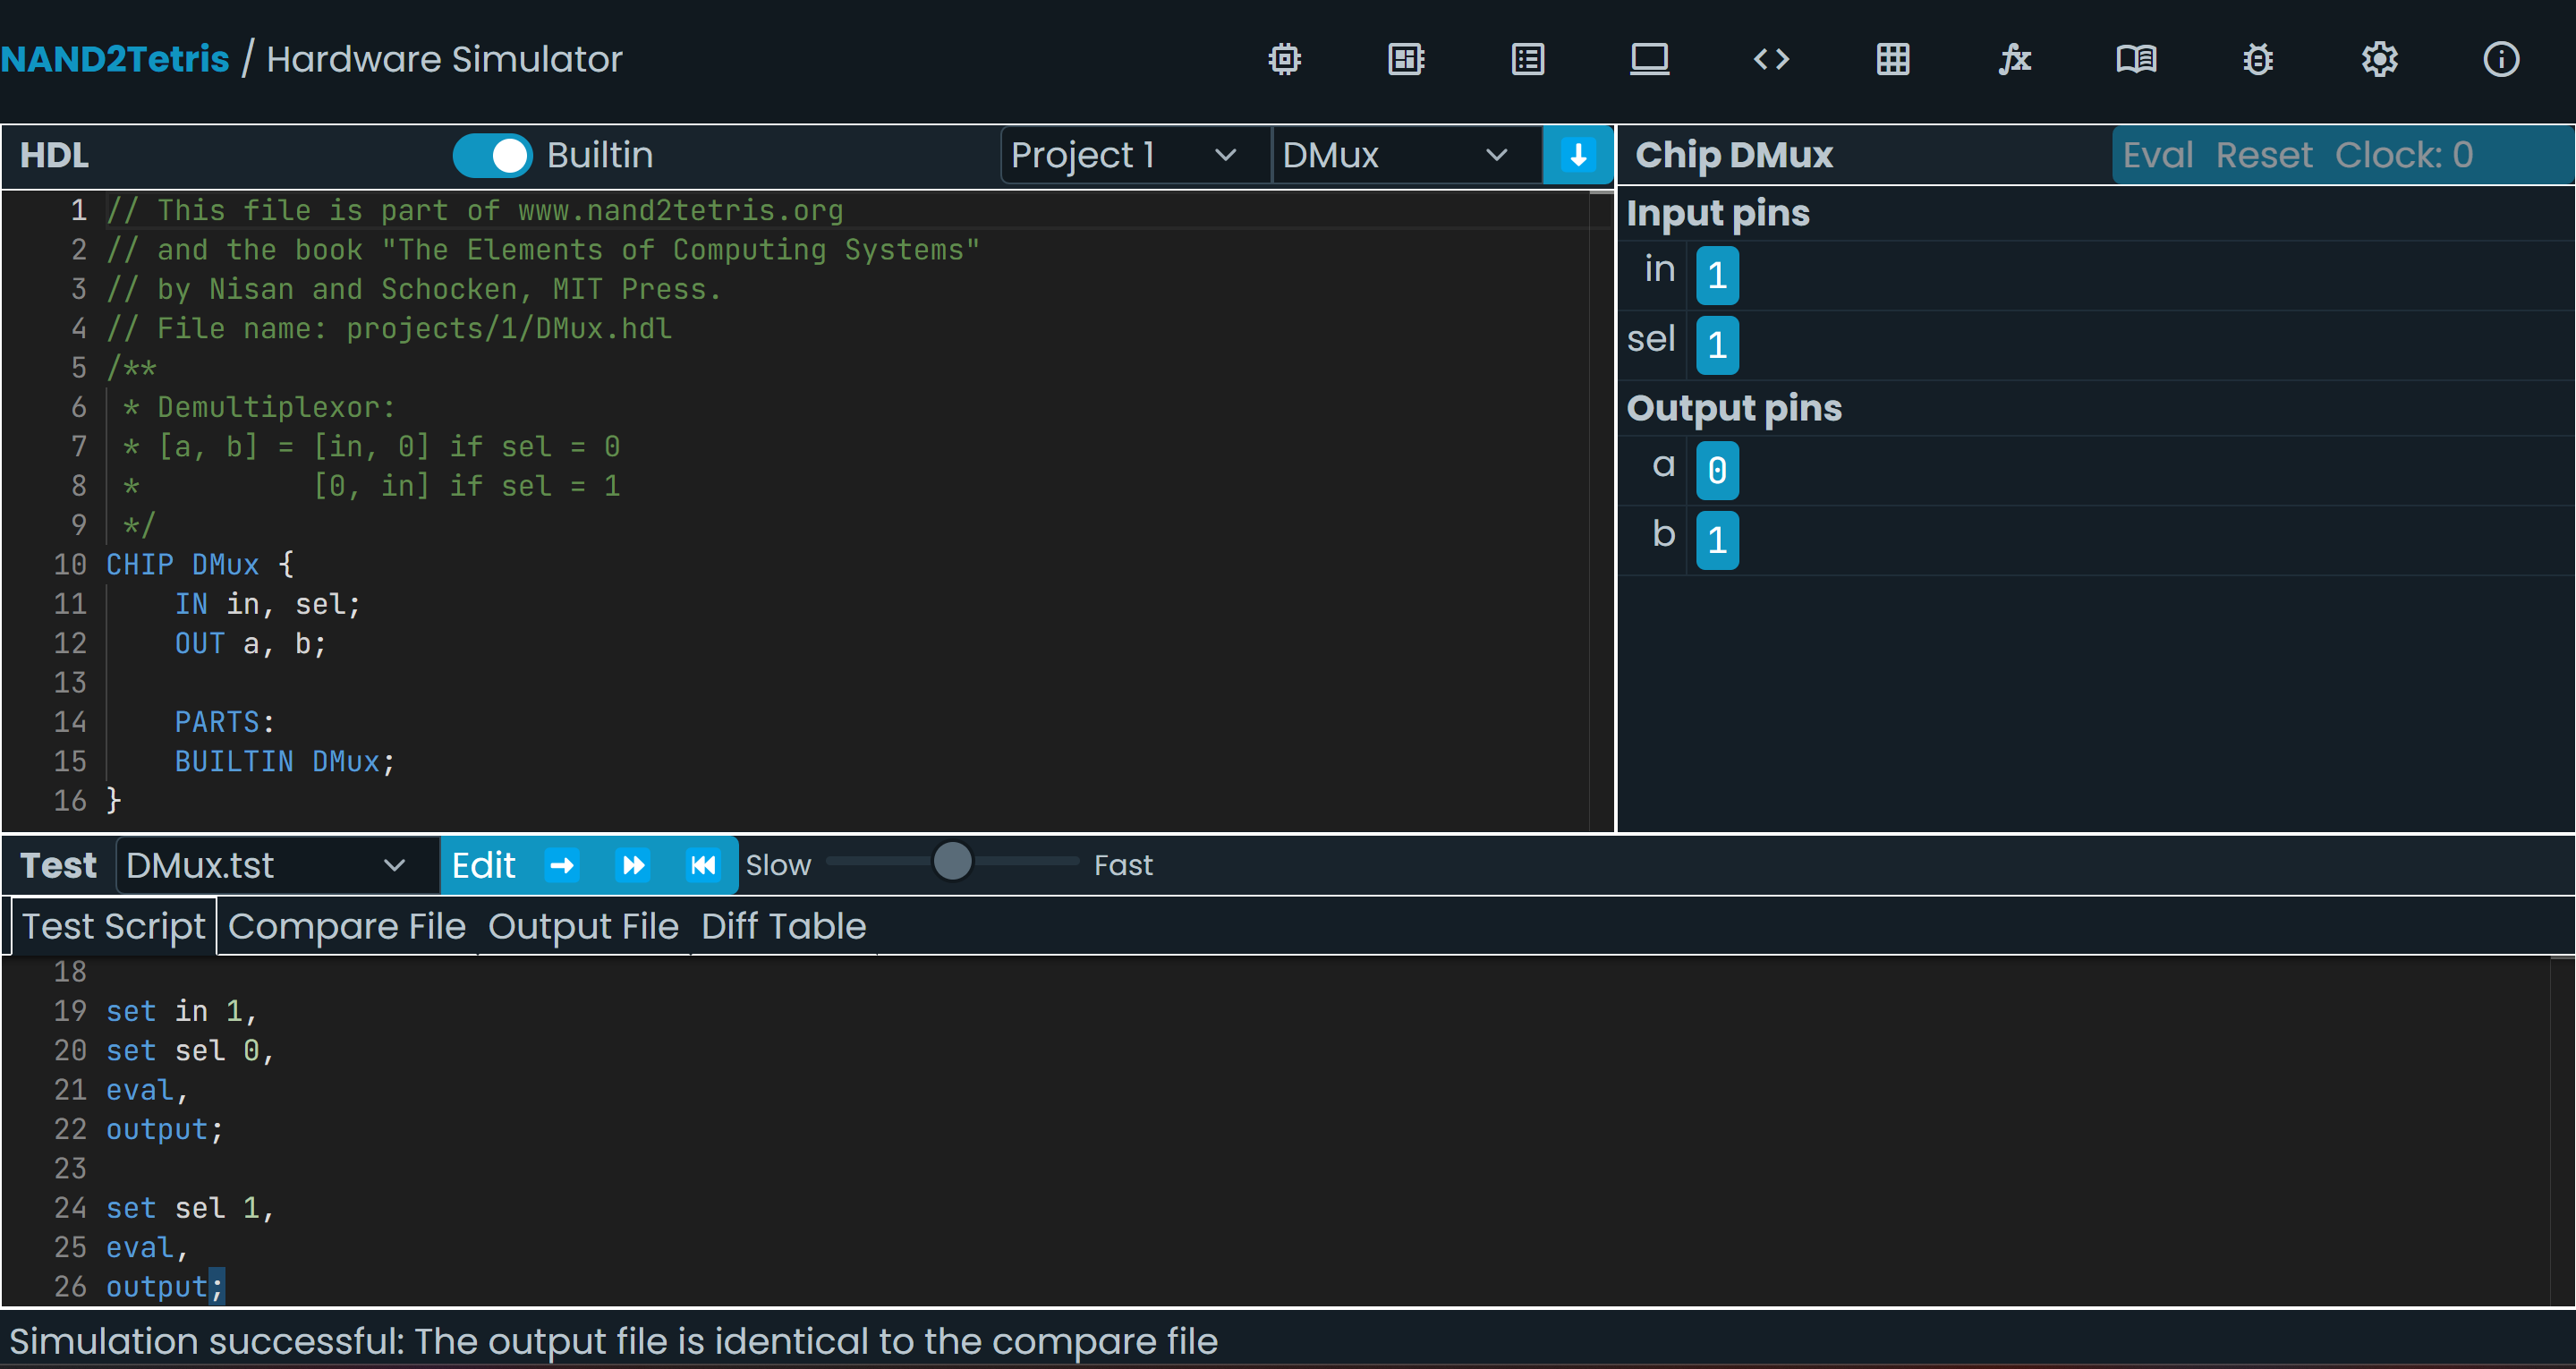 NAND2Tetris / Hardware Simulator
HDL Builtin Project 1 DMux
1 // This file is part of www.nand2tetris.org
2 // and the book "The Elements of Computing Systems"
3 // by Nisan and Schocken, MIT Press.
4 // File name: projects/1/DMux.hdl
5 /**
6  * Demultiplexor:
7  * [a, b] = [in, 0] if sel = 0
8  *          [0, in] if sel = 1
9  */
10 CHIP DMux {
11     IN in, sel;
12     OUT a, b;
13
14     PARTS:
15     BUILTIN DMux;
16 }
Chip DMux Eval Reset Clock: 0
Input pins
in 1
sel 1
Output pins
a 0
b 1
Test DMux.tst Edit Slow Fast
Test Script Compare File Output File Diff Table
18
19 set in 1,
20 set sel 0,
21 eval,
22 output;
23
24 set sel 1,
25 eval,
26 output;
Simulation successful: The output file is identical to the compare file